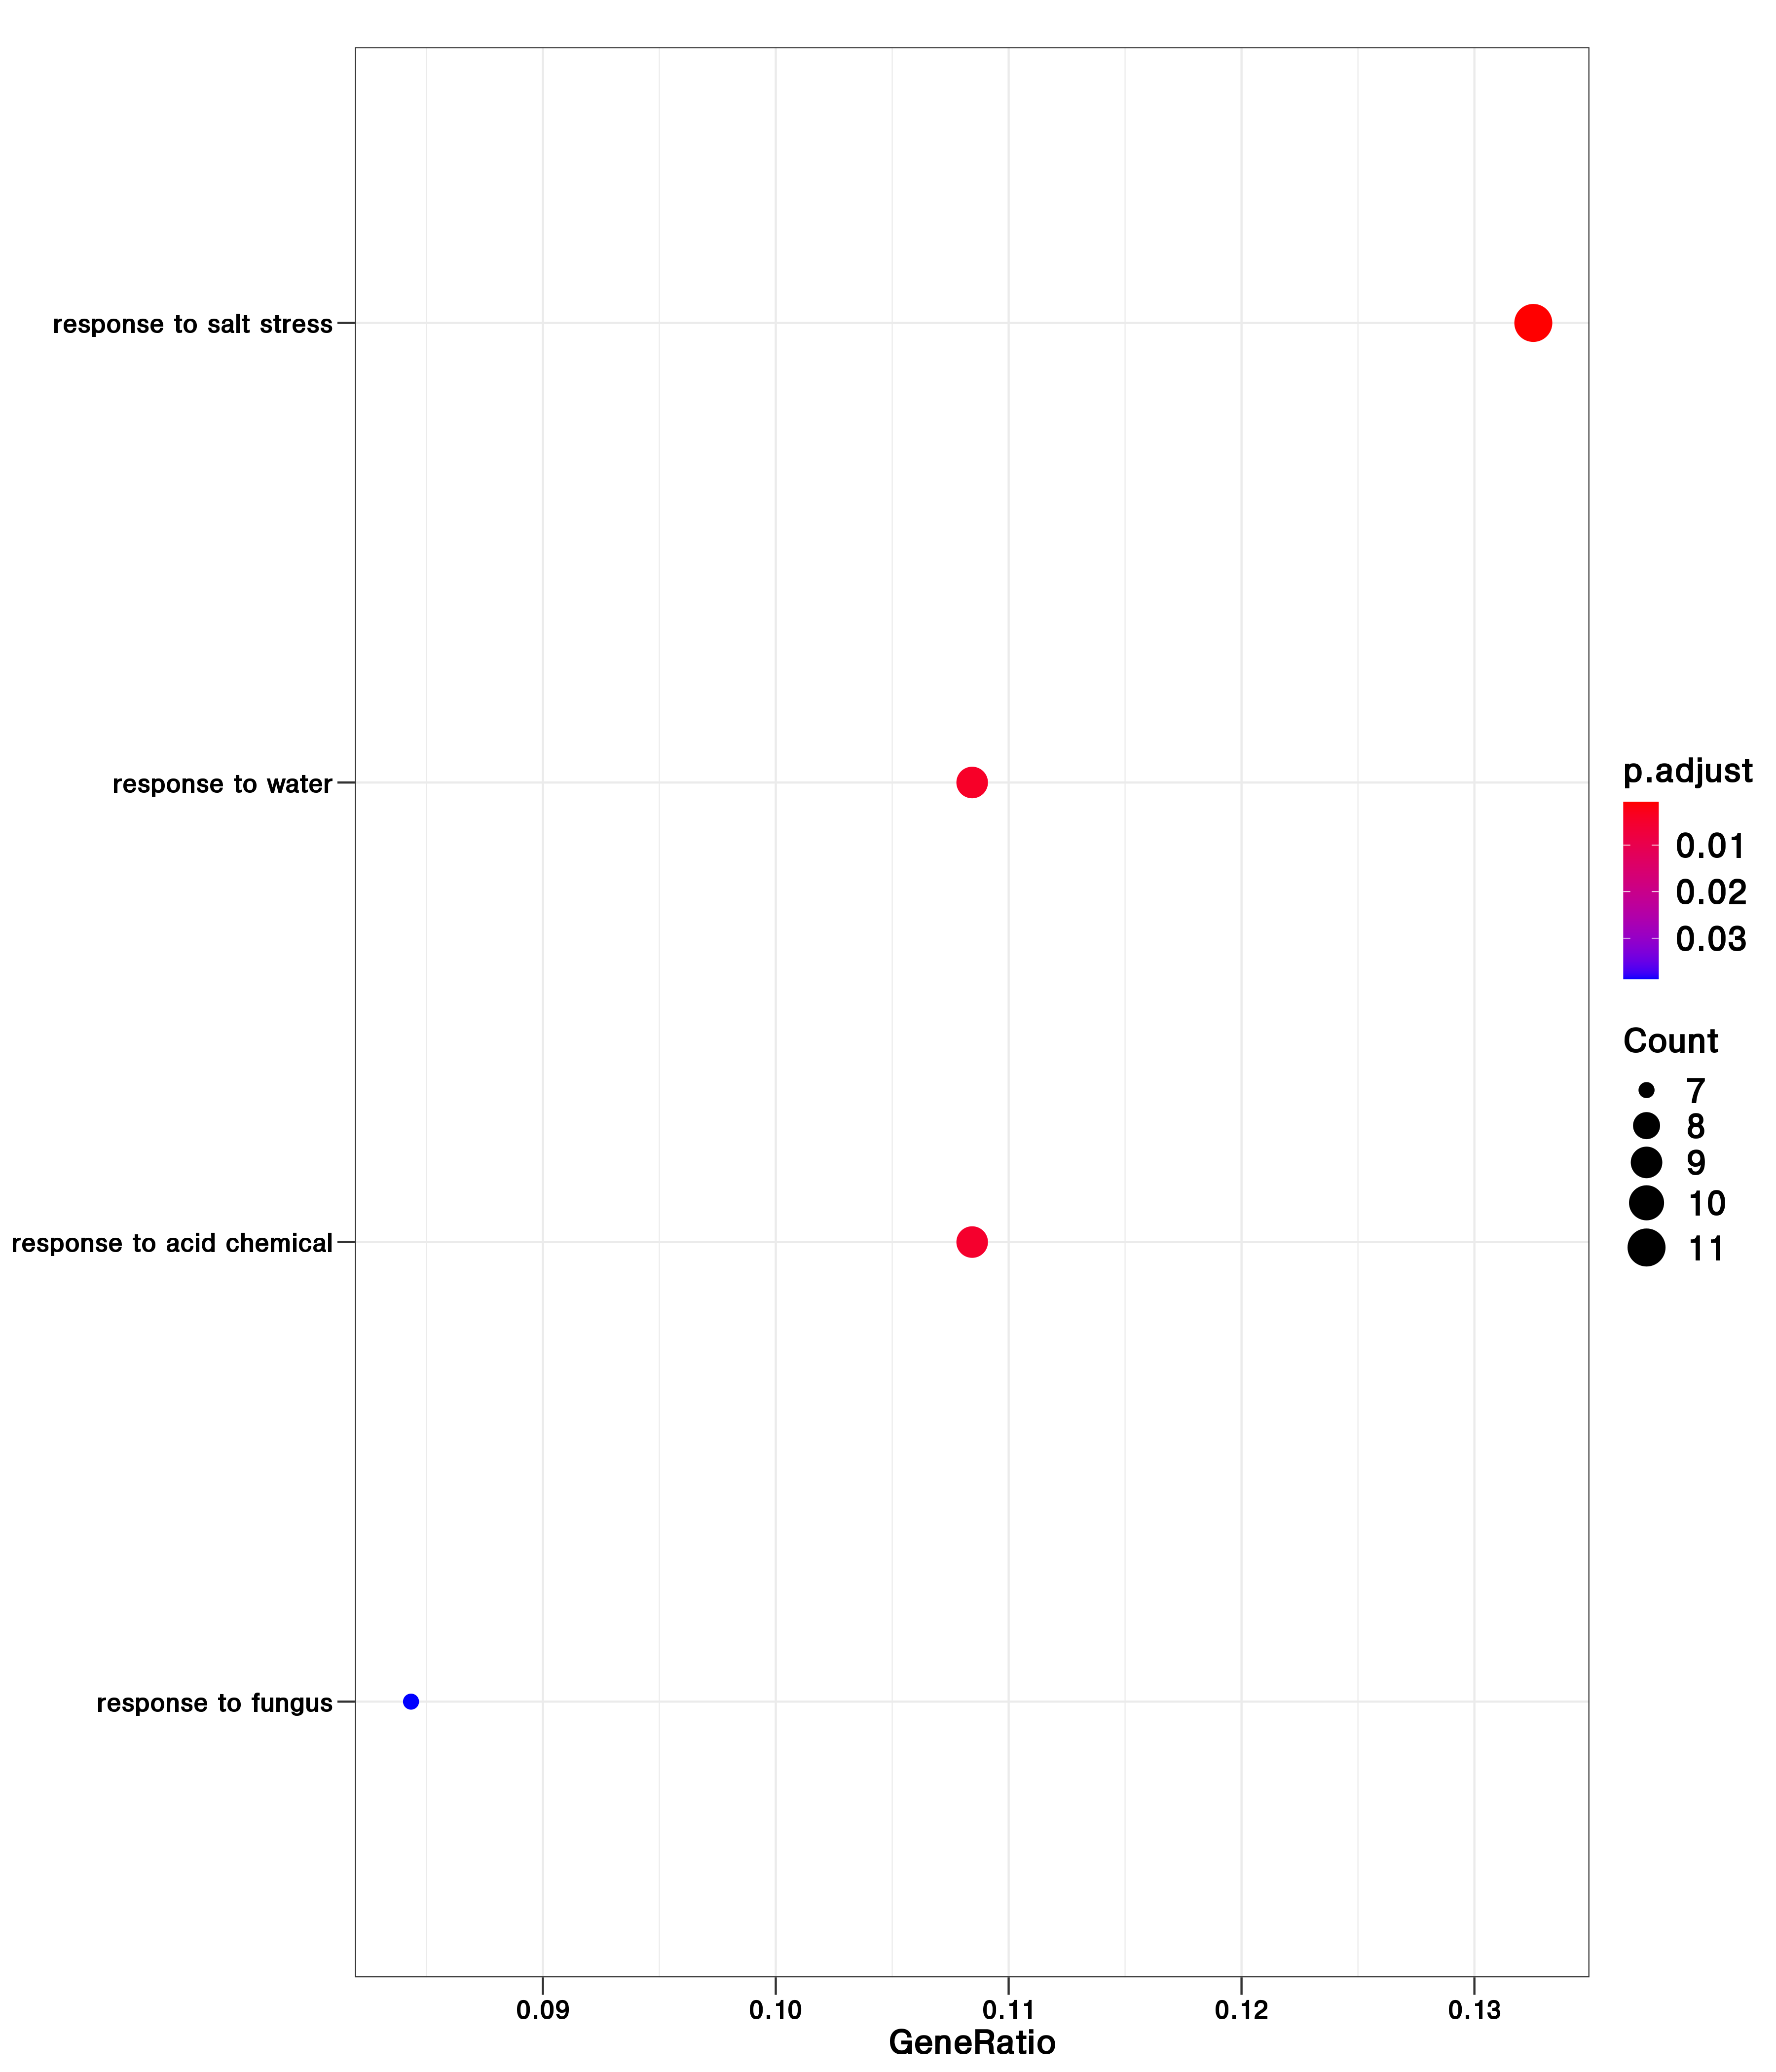 response to salt stress
response to water
response to acid chemical
response to fungus
0.09
0.10
0.11
0.12
0.13
GeneRatio
p.adjust
0.01
0.02
0.03
Count
7
8
9
10
11